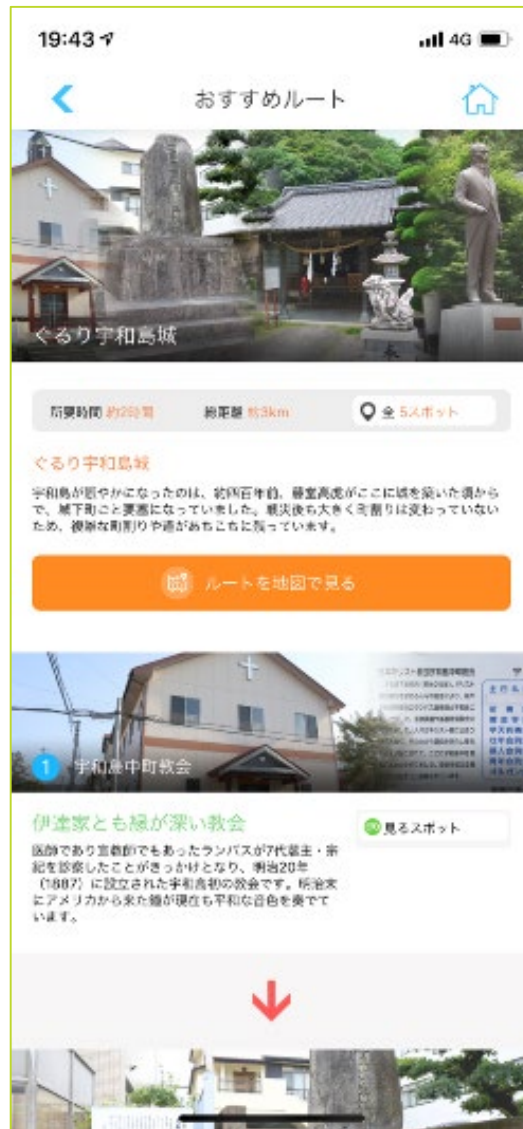 19:43
4G
おすすめルート
ぐるり宇和島城
所要時間 約2時間
総距離 約3km
全 5スポット
ぐるり宇和島城
宇和島が賑やかになったのは、約四百年前、藤堂高虎がここに城を築いた頃から
で、城下町ごと要塞になっていました。戦災後も大きく町割りは変わっていない
ため、複雑な町割りや道があちこちに残っています。
ルートを地図で見る
1 宇和島中町教会
伊達家とも縁が深い教会
見るスポット
医師であり宣教師でもあったランバスが7代藩主・宗
紀を診察したことがきっかけとなり、明治20年
(1887)に設立された宇和島初の教会です。明治末
にアメリカから来た鐘が現在も平和な音色を奏でて
います。